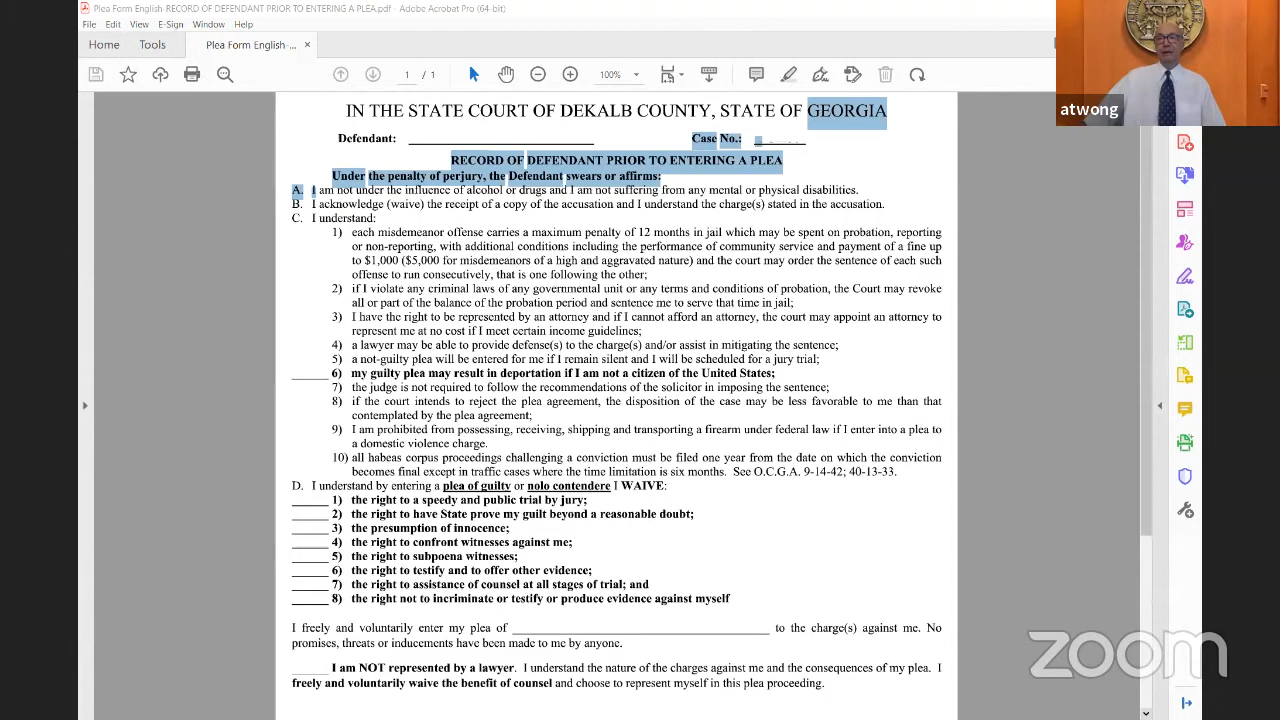 Plea Form English-RECORD OF DEFENDANT PRIOR TO ENTERING A PLEA.pdf - Adobe Acrobat Pro (64-bit)
File Edit View E-Sign Window Help
Home Tools Plea Form English-... ×
1 / 1 100%
atwong
IN THE STATE COURT OF DEKALB COUNTY, STATE OF GEORGIA
Defendant: Case No.:
RECORD OF DEFENDANT PRIOR TO ENTERING A PLEA
Under the penalty of perjury, the Defendant swears or affirms:
A. I am not under the influence of alcohol or drugs and I am not suffering from any mental or physical disabilities.
B. I acknowledge (waive) the receipt of a copy of the accusation and I understand the charge(s) stated in the accusation.
C. I understand:
1) each misdemeanor offense carries a maximum penalty of 12 months in jail which may be spent on probation, reporting
or non-reporting, with additional conditions including the performance of community service and payment of a fine up
to $1,000 ($5,000 for misdemeanors of a high and aggravated nature) and the court may order the sentence of each such
offense to run consecutively, that is one following the other;
2) if I violate any criminal laws of any governmental unit or any terms and conditions of probation, the Court may revoke
all or part of the balance of the probation period and sentence me to serve that time in jail;
3) I have the right to be represented by an attorney and if I cannot afford an attorney, the court may appoint an attorney to
represent me at no cost if I meet certain income guidelines;
4) a lawyer may be able to provide defense(s) to the charge(s) and/or assist in mitigating the sentence;
5) a not-guilty plea will be entered for me if I remain silent and I will be scheduled for a jury trial;
______ 6) my guilty plea may result in deportation if I am not a citizen of the United States;
7) the judge is not required to follow the recommendations of the solicitor in imposing the sentence;
8) if the court intends to reject the plea agreement, the disposition of the case may be less favorable to me than that
contemplated by the plea agreement;
9) I am prohibited from possessing, receiving, shipping and transporting a firearm under federal law if I enter into a plea to
a domestic violence charge.
10) all habeas corpus proceedings challenging a conviction must be filed one year from the date on which the conviction
becomes final except in traffic cases where the time limitation is six months. See O.C.G.A. 9-14-42; 40-13-33.
D. I understand by entering a plea of guilty or nolo contendere I WAIVE:
______ 1) the right to a speedy and public trial by jury;
______ 2) the right to have State prove my guilt beyond a reasonable doubt;
______ 3) the presumption of innocence;
______ 4) the right to confront witnesses against me;
______ 5) the right to subpoena witnesses;
______ 6) the right to testify and to offer other evidence;
______ 7) the right to assistance of counsel at all stages of trial; and
______ 8) the right not to incriminate or testify or produce evidence against myself
I freely and voluntarily enter my plea of ______ to the charge(s) against me. No
promises, threats or inducements have been made to me by anyone.
______ I am NOT represented by a lawyer. I understand the nature of the charges against me and the consequences of my plea. I
freely and voluntarily waive the benefit of counsel and choose to represent myself in this plea proceeding.
zoom